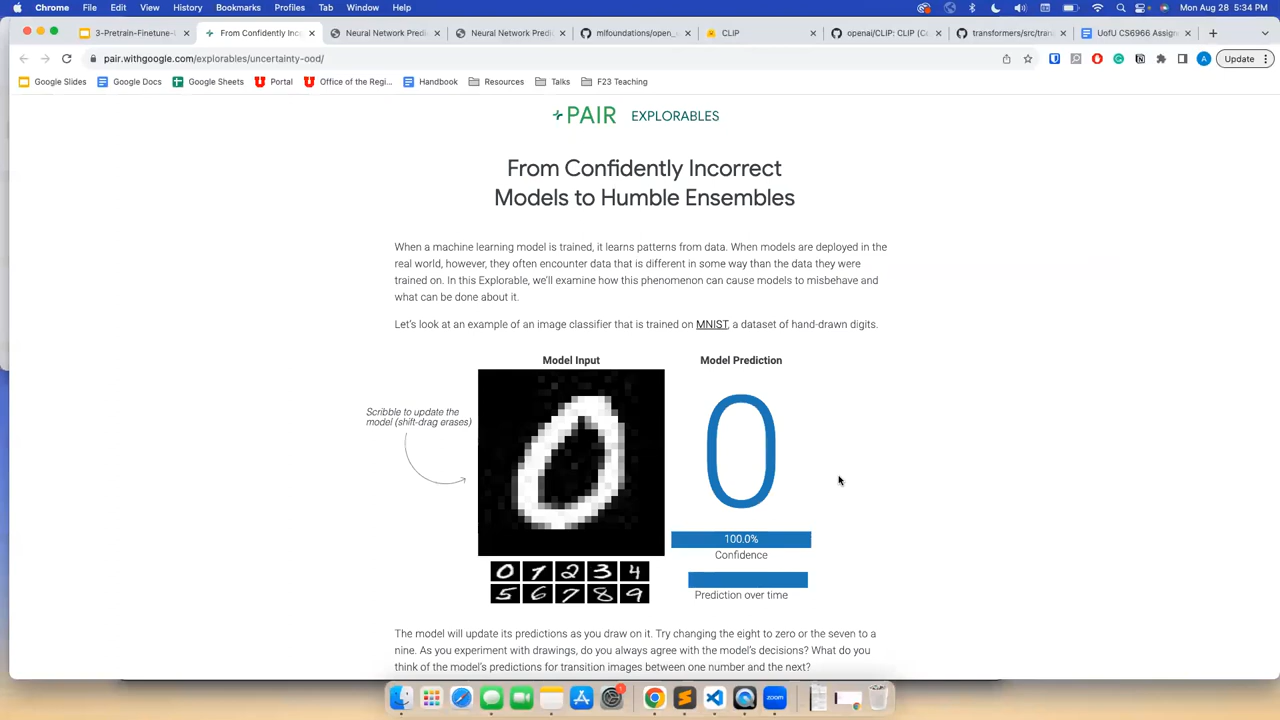 Chrome File Edit View History Bookmarks Profiles Tab Window Help Mon Aug 28 5:34 PM
3-Pretrain-Finetune- From Confidently Inc Neural Network Predi Neural Network Predi mlfoundations/open_ CLIP openai/CLIP: CLIP (Co transformers/src/tran UofU CS6966 Assign
pair.withgoogle.com/explorables/uncertainty-ood/ A Update
Google Slides Google Docs Google Sheets Portal Office of the Regi... Handbook Resources Talks F23 Teaching
PAIR EXPLORABLES
From Confidently Incorrect
Models to Humble Ensembles
When a machine learning model is trained, it learns patterns from data. When models are deployed in the
real world, however, they often encounter data that is different in some way than the data they were
trained on. In this Explorable, we'll examine how this phenomenon can cause models to misbehave and
what can be done about it.
Let's look at an example of an image classifier that is trained on MNIST, a dataset of hand-drawn digits.
Model Input Model Prediction
Scribble to update the
model (shift-drag erases)
0 0
100.0%
Confidence
0 1 2 3 4
5 6 7 8 9
Prediction over time
The model will update its predictions as you draw on it. Try changing the eight to zero or the seven to a
nine. As you experiment with drawings, do you always agree with the model's decisions? What do you
think of the model's predictions for transition images between one number and the next?
zoom